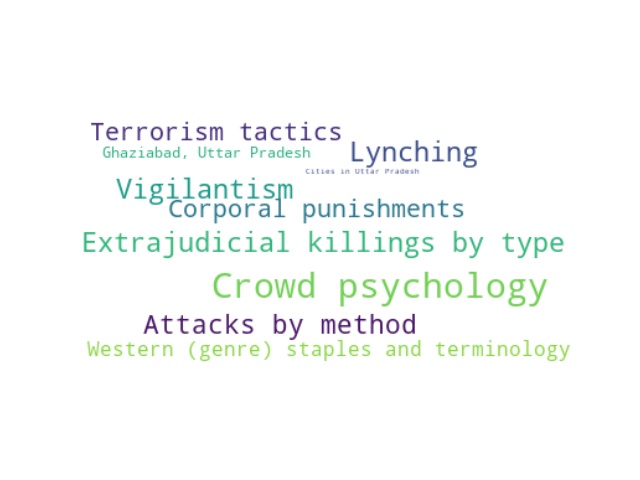 Terrorism tactics
Ghaziabad, Uttar Pradesh
Lynching
Cities in Uttar Pradesh
Vigilantism
Corporal punishments
Extrajudicial killings by type
Crowd psychology
Attacks by method
Western (genre) staples and terminology